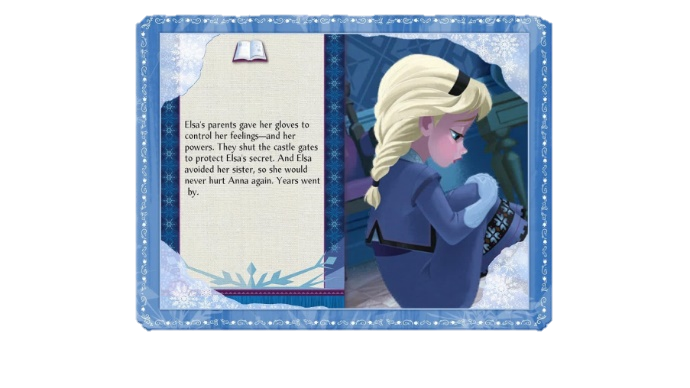 Elsa's parents gave her gloves to
control her feelings—and her
powers. They shut the castle gates
to protect Elsa's secret. And Elsa
avoided her sister, so she would
never hurt Anna again. Years went
by.